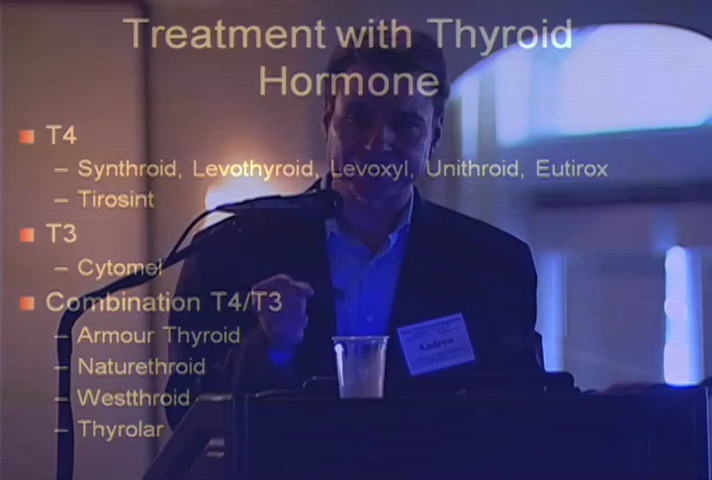 Treatment with Thyroid
Hormone
T4
– Synthroid, Levothyroid, Levoxyl, Unithroid, Eutirox
– Tirosint
T3
– Cytomel
Combination T4/T3
– Armour Thyroid
– Naturethroid
– Westthroid
– Thyrolar
Andrew